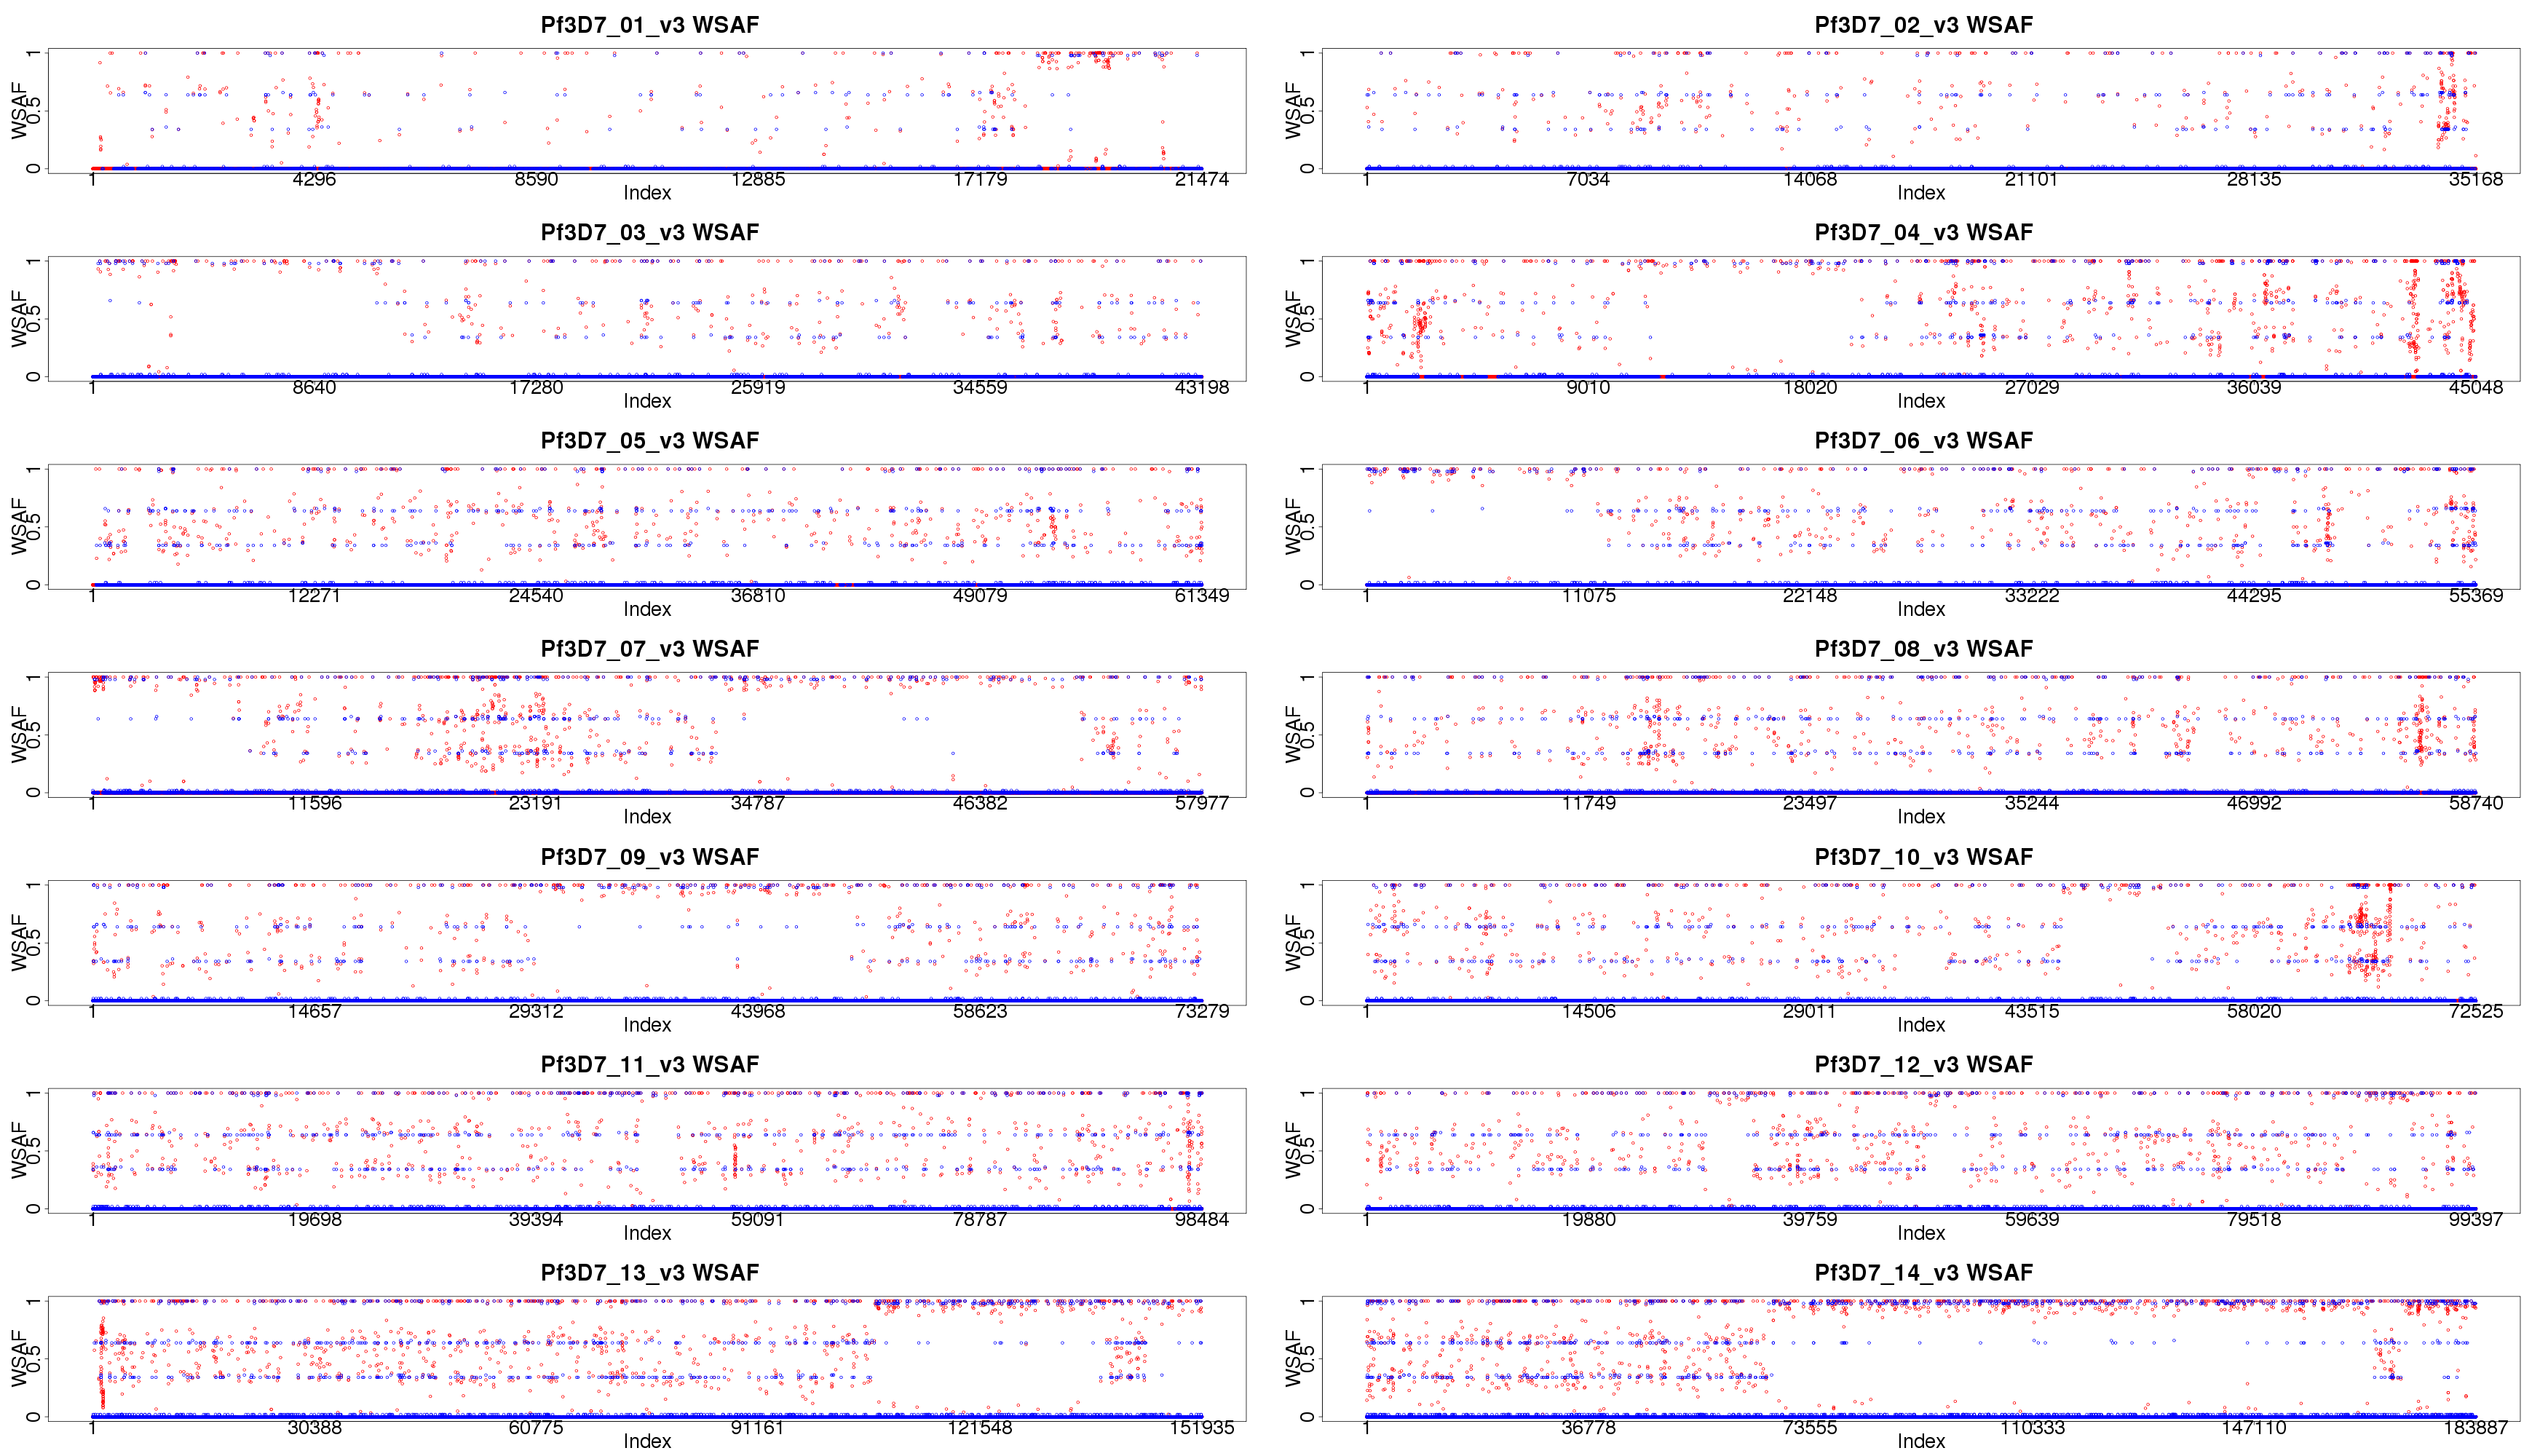 Pf3D7_01_v3 WSAF
WSAF
0 0.5 1
1 4296 8590 12885 17179 21474
Index
Pf3D7_02_v3 WSAF
WSAF
0 0.5 1
1 7034 14068 21101 28135 35168
Index
Pf3D7_03_v3 WSAF
WSAF
0 0.5 1
1 8640 17280 25919 34559 43198
Index
Pf3D7_04_v3 WSAF
WSAF
0 0.5 1
1 9010 18020 27029 36039 45048
Index
Pf3D7_05_v3 WSAF
WSAF
0 0.5 1
1 12271 24540 36810 49079 61349
Index
Pf3D7_06_v3 WSAF
WSAF
0 0.5 1
1 11075 22148 33222 44295 55369
Index
Pf3D7_07_v3 WSAF
WSAF
0 0.5 1
1 11596 23191 34787 46382 57977
Index
Pf3D7_08_v3 WSAF
WSAF
0 0.5 1
1 11749 23497 35244 46992 58740
Index
Pf3D7_09_v3 WSAF
WSAF
0 0.5 1
1 14657 29312 43968 58623 73279
Index
Pf3D7_10_v3 WSAF
WSAF
0 0.5 1
1 14506 29011 43515 58020 72525
Index
Pf3D7_11_v3 WSAF
WSAF
0 0.5 1
1 19698 39394 59091 78787 98484
Index
Pf3D7_12_v3 WSAF
WSAF
0 0.5 1
1 19880 39759 59639 79518 99397
Index
Pf3D7_13_v3 WSAF
WSAF
0 0.5 1
1 30388 60775 91161 121548 151935
Index
Pf3D7_14_v3 WSAF
WSAF
0 0.5 1
1 36778 73555 110333 147110 183887
Index